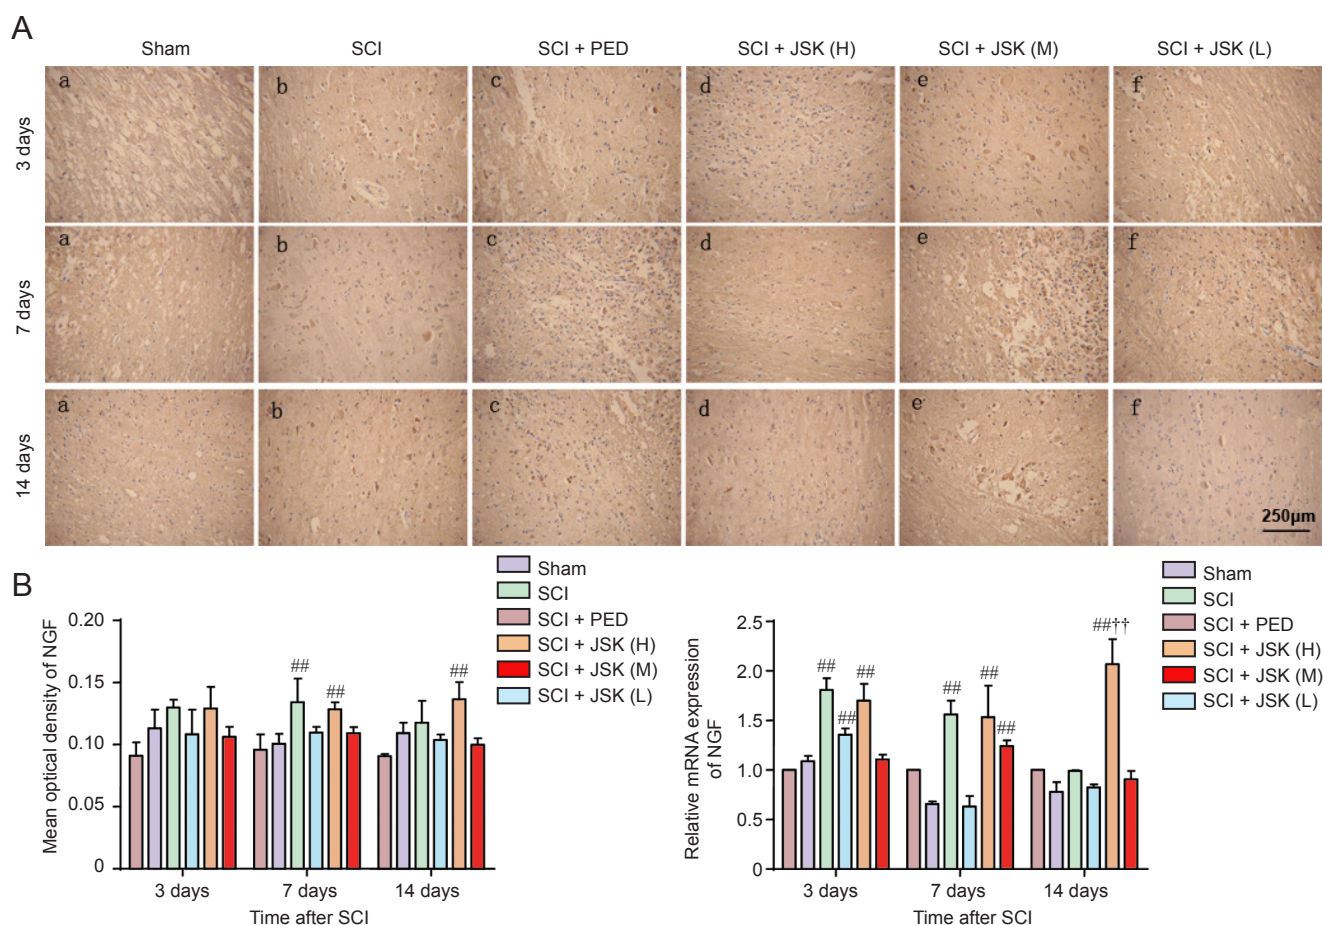 A
Sham SCI SCI + PED SCI + JSK (H) SCI + JSK (M) SCI + JSK (L)
3 days
a b c d e f
7 days
a b c d e f
14 days
a b c d e f
250µm
B
Mean optical density of NGF
0.20
0.15
0.10
0.05
0
## ## ##
3 days 7 days 14 days
Time after SCI
Sham
SCI
SCI + PED
SCI + JSK (H)
SCI + JSK (M)
SCI + JSK (L)
Relative mRNA expression
of NGF
2.5
2.0
1.5
1.0
0.5
0
## ## ## ## ## ## ##††
3 days 7 days 14 days
Time after SCI
Sham
SCI
SCI + PED
SCI + JSK (H)
SCI + JSK (M)
SCI + JSK (L)